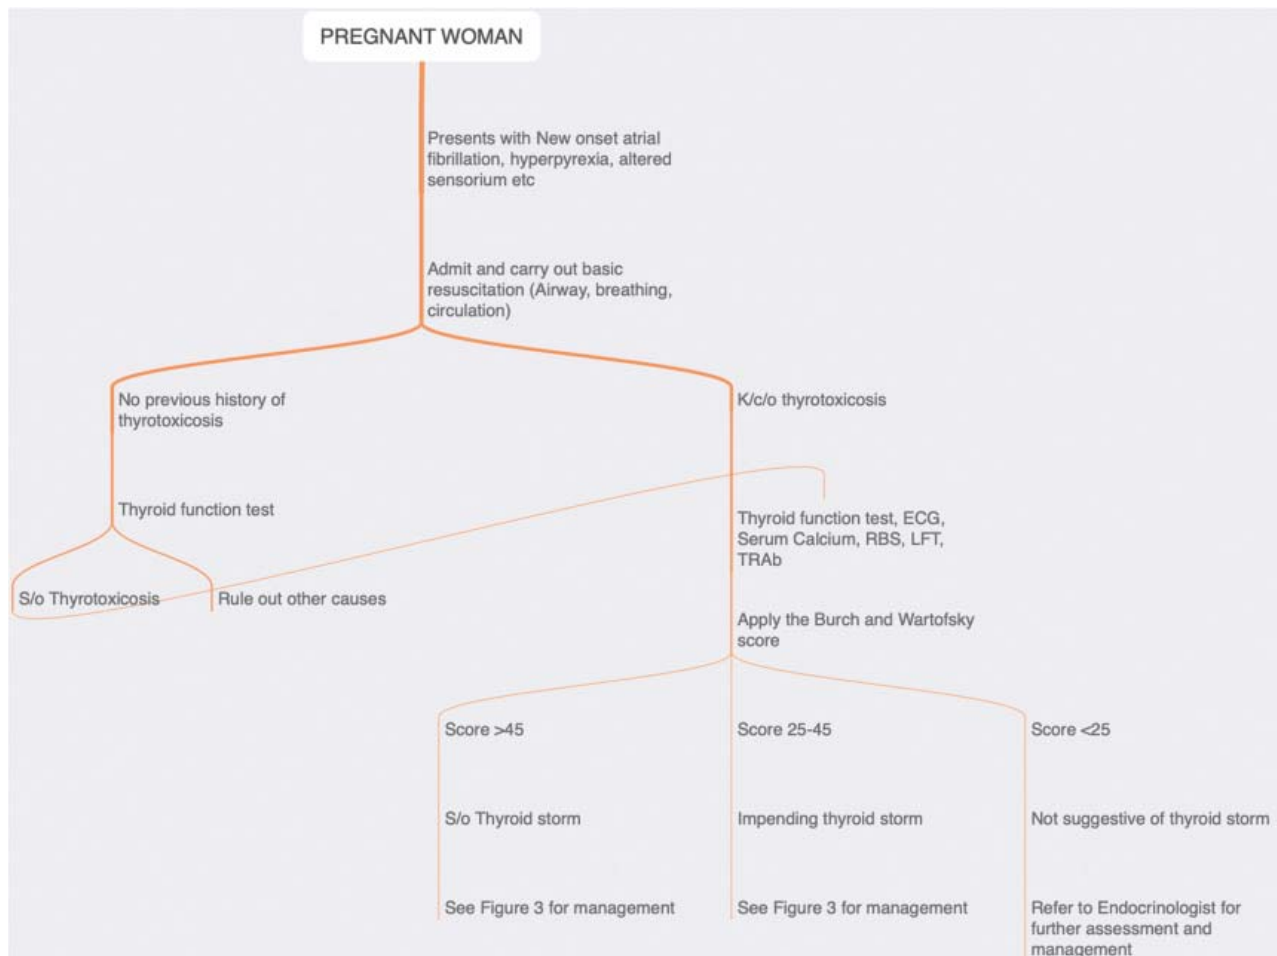 PREGNANT WOMAN
Presents with New onset atrial
fibrillation, hyperpyrexia, altered
sensorium etc
Admit and carry out basic
resuscitation (Airway, breathing,
circulation)
No previous history of
thyrotoxicosis
K/c/o thyrotoxicosis
Thyroid function test
Thyroid function test, ECG,
Serum Calcium, RBS, LFT,
TRAb
S/o Thyrotoxicosis
Rule out other causes
Apply the Burch and Wartofsky
score
Score >45
Score 25-45
Score <25
S/o Thyroid storm
Impending thyroid storm
Not suggestive of thyroid storm
See Figure 3 for management
See Figure 3 for management
Refer to Endocrinologist for
further assessment and
management